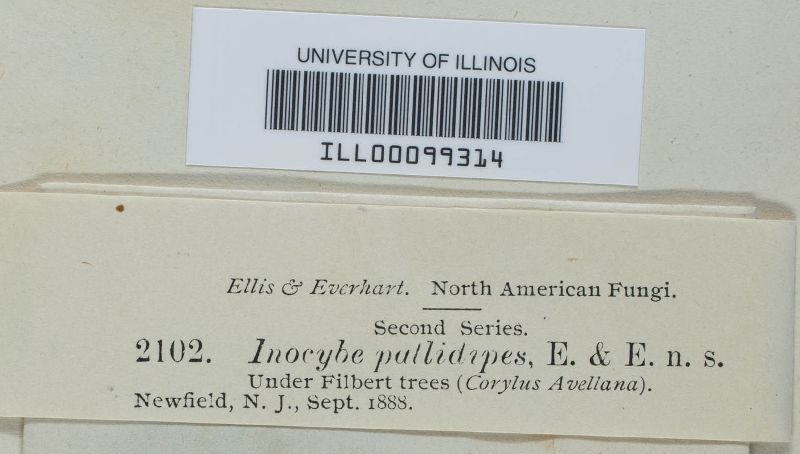 UNIVERSITY OF ILLINOIS
ILL00099314
Ellis & Everhart. North American Fungi.
Second Series.
2102. Inocybe pallidipes, E. & E. n. s.
Under Filbert trees (Corylus Avellana).
Newfield, N. J., Sept. 1888.